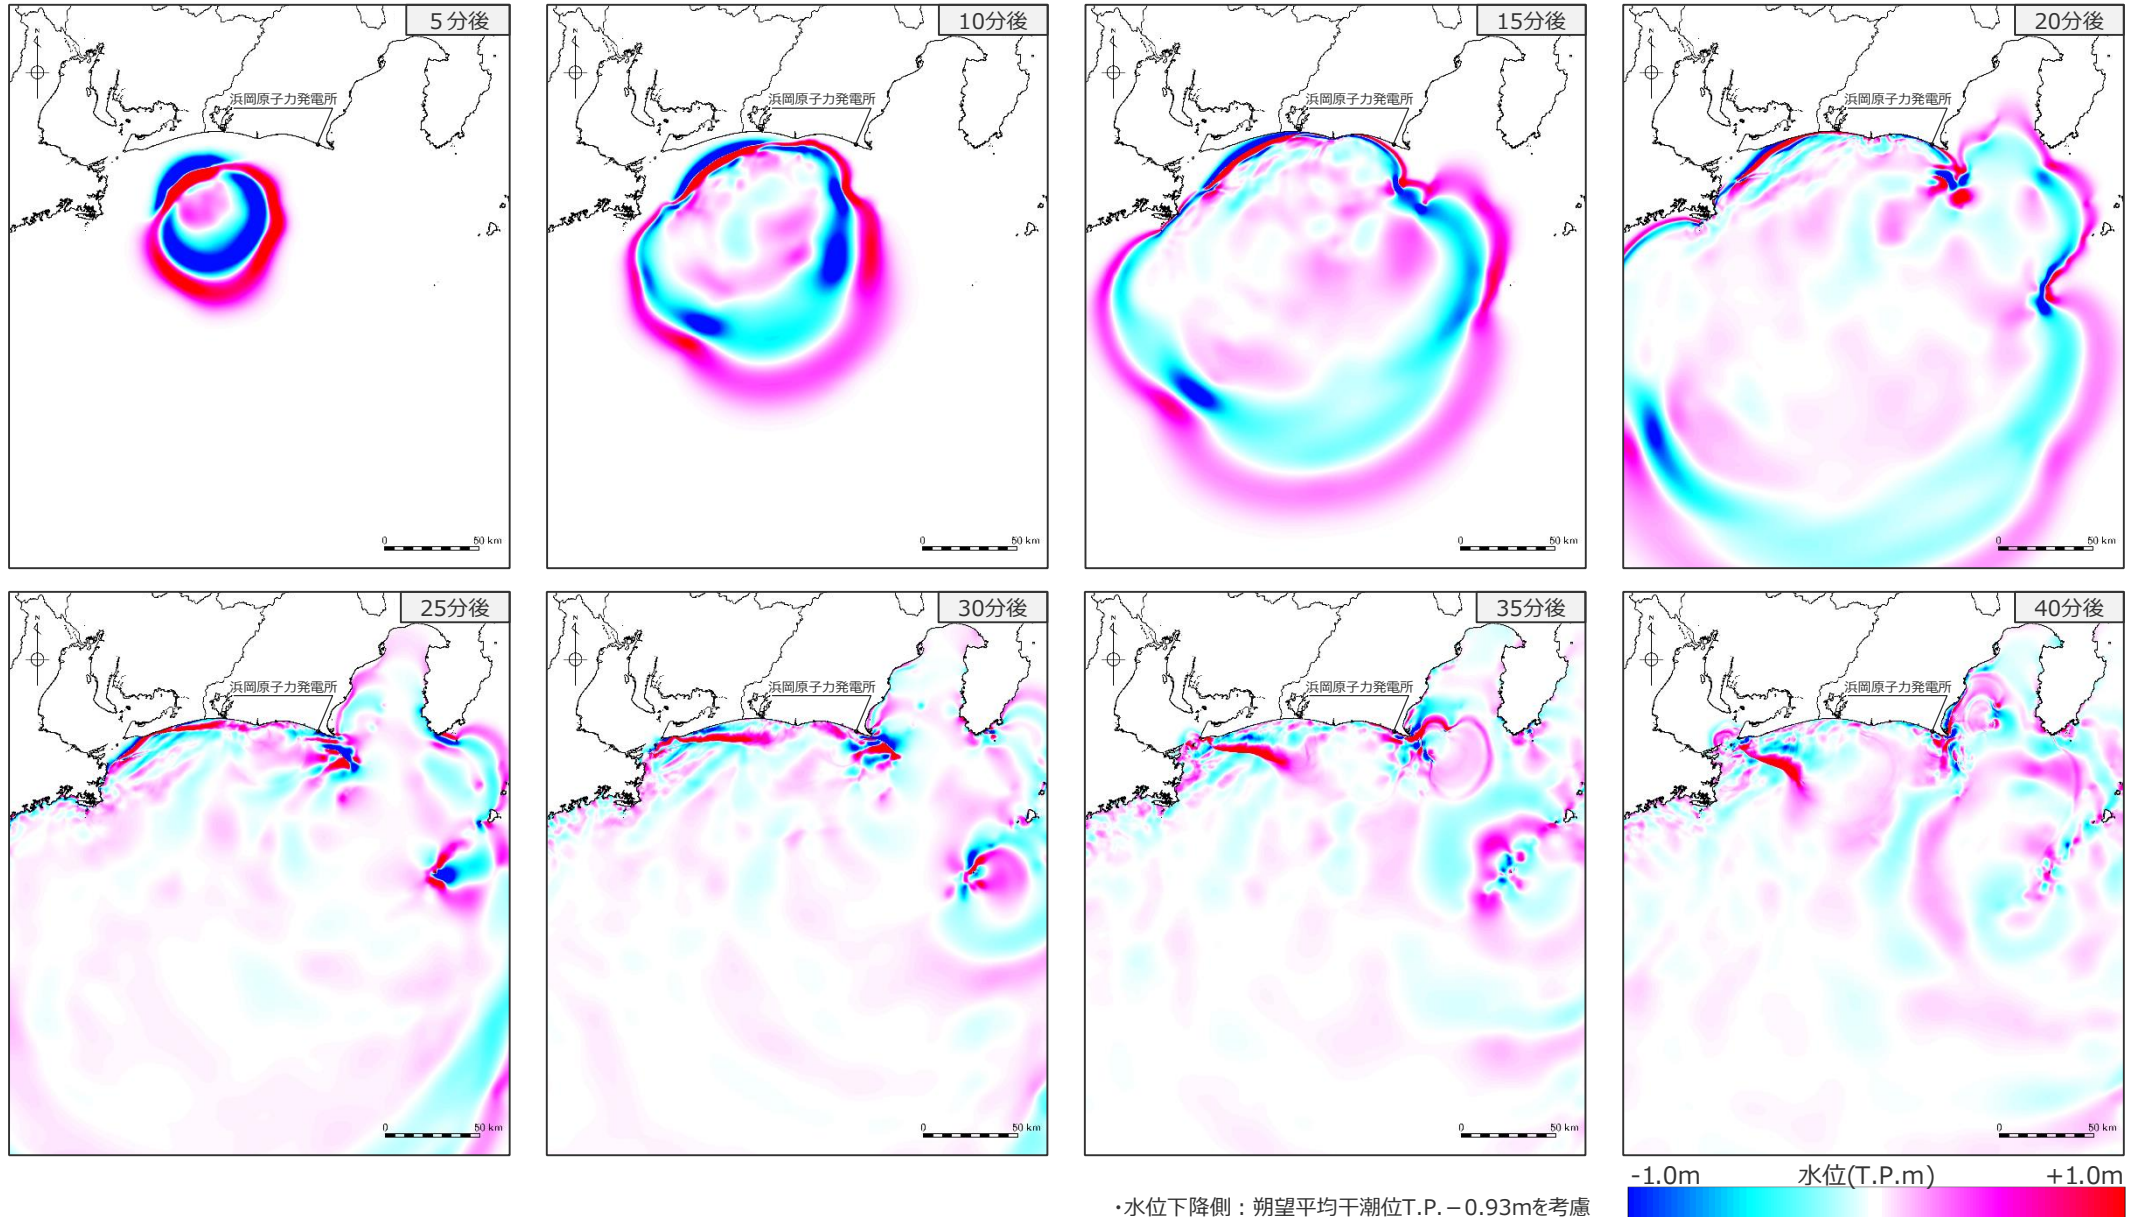 5分後
10分後
15分後
20分後
N
N
N
N
浜岡原子力発電所
浜岡原子力発電所
浜岡原子力発電所
浜岡原子力発電所
0 50 km
0 50 km
0 50 km
0 50 km
25分後
30分後
35分後
40分後
N
N
N
N
浜岡原子力発電所
浜岡原子力発電所
浜岡原子力発電所
浜岡原子力発電所
0 50 km
0 50 km
0 50 km
0 50 km
-1.0m 水位(T.P.m) +1.0m
・水位下降側：朔望平均干潮位T.P.－0.93mを考慮